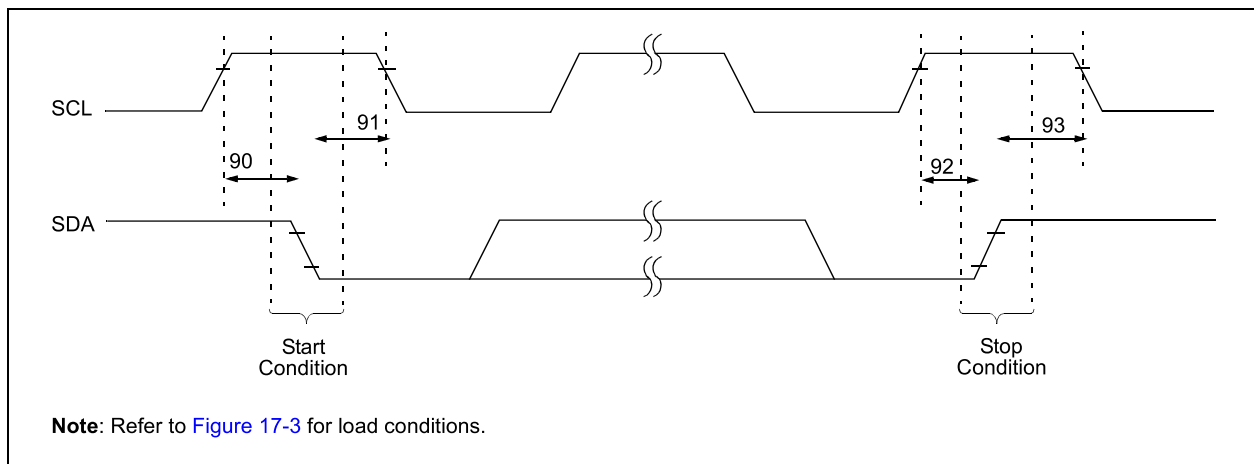 SCL
91
93
90
92
SDA
Start
Condition
Stop
Condition
Note: Refer to Figure 17-3 for load conditions.